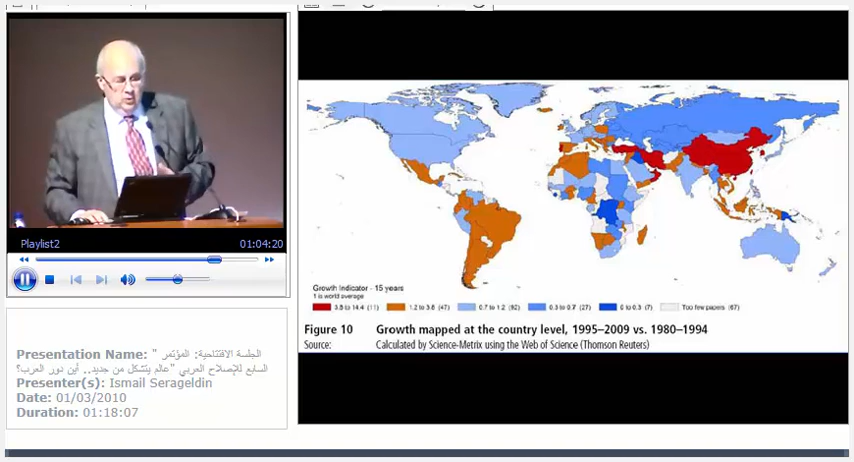 Playlist2 01:04:20
Presentation Name: " الجلسة الافتتاحية: المؤتمر
السابع للإصلاح العربي "عالم يتشكل من جديد.. أين دور العرب؟
Presenter(s): Ismail Serageldin
Date: 01/03/2010
Duration: 01:18:07
Growth Indicator - 15 years
1 is world average
3.8 to 14.4 (11) 1.2 to 3.8 (47) 0.7 to 1.2 (92) 0.3 to 0.7 (27) 0 to 0.3 (7) Too few papers (67)
Figure 10 Growth mapped at the country level, 1995–2009 vs. 1980–1994
Source: Calculated by Science-Metrix using the Web of Science (Thomson Reuters)